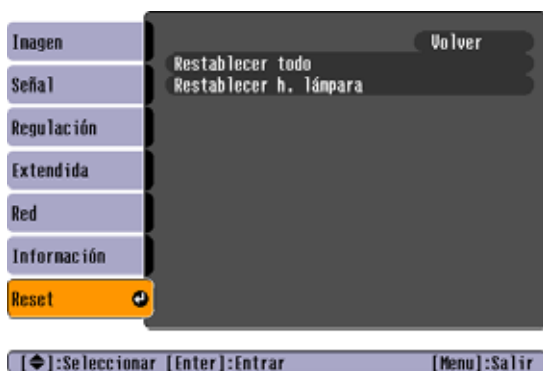 Imagen
Señal
Regulación
Extendida
Red
Información
Reset
Volver
Restablecer todo
Restablecer h. lámpara
[◆]:Seleccionar [Enter]:Entrar [Menu]:Salir